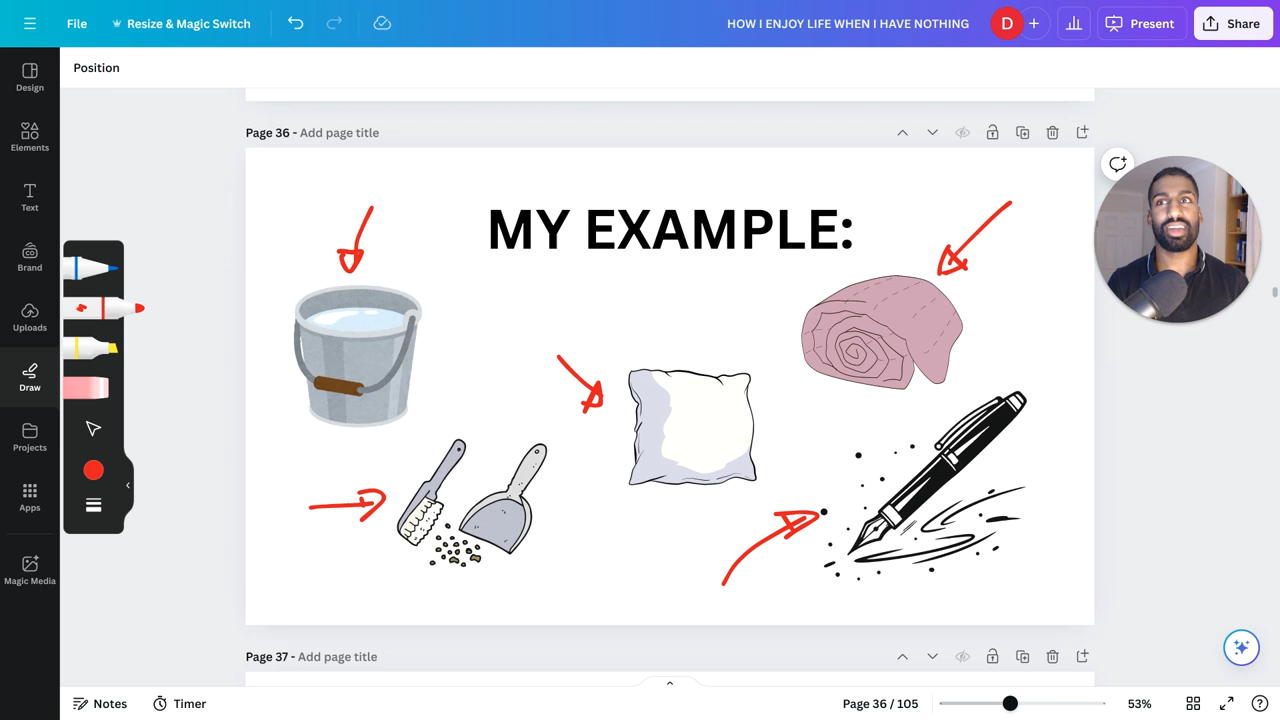 File
Resize & Magic Switch
HOW I ENJOY LIFE WHEN I HAVE NOTHING
D
Present
Share
Position
Design
Elements
Text
Brand
Uploads
Draw
Projects
Apps
Magic Media
Page 36 - Add page title
MY EXAMPLE:
Page 37 - Add page title
Notes
Timer
Page 36 / 105
53%